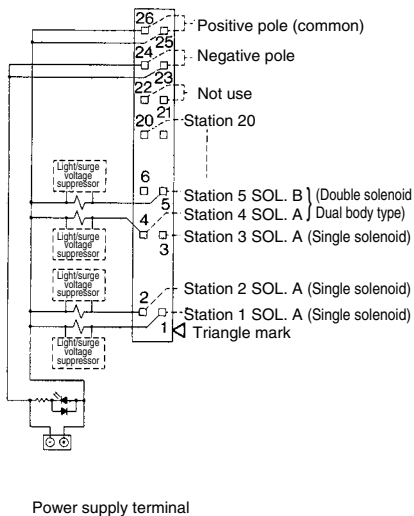 26
Positive pole (common)
25
24
Negative pole
23
22
Not use
21
20
Station 20
Light/surge
voltage
suppressor
6
5
Station 5 SOL. B (Double solenoid
Station 4 SOL. A Dual body type)
4
Station 3 SOL. A (Single solenoid)
3
Light/surge
voltage
suppressor
Light/surge
voltage
suppressor
2
Station 2 SOL. A (Single solenoid)
Station 1 SOL. A (Single solenoid)
1
Triangle mark
Light/surge
voltage
suppressor
Power supply terminal